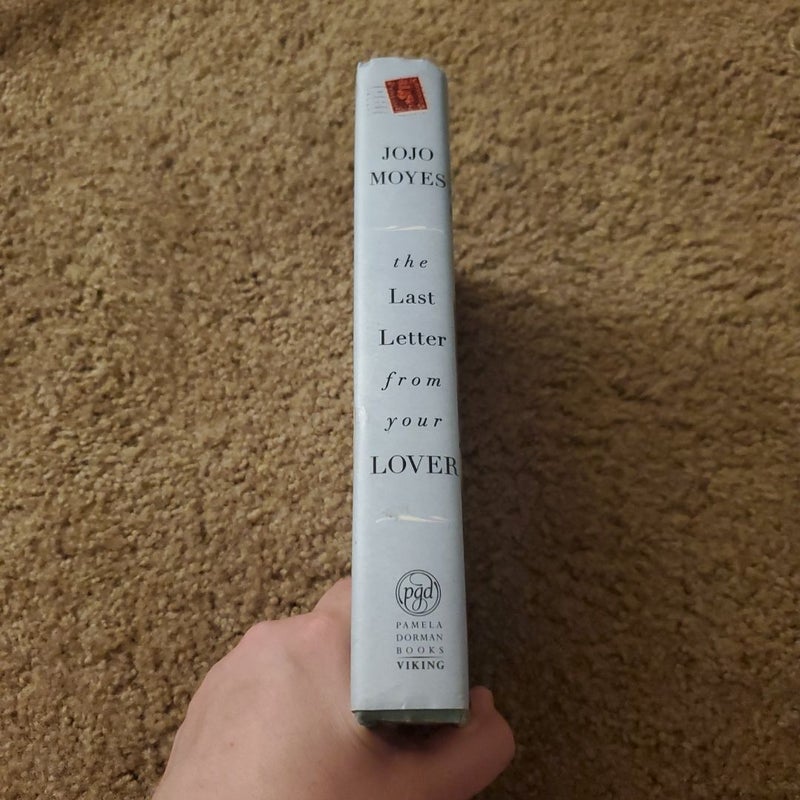 JOJO
MOYES
the
Last
Letter
from
your
LOVER
pgd
PAMELA
DORMAN
BOOKS
VIKING